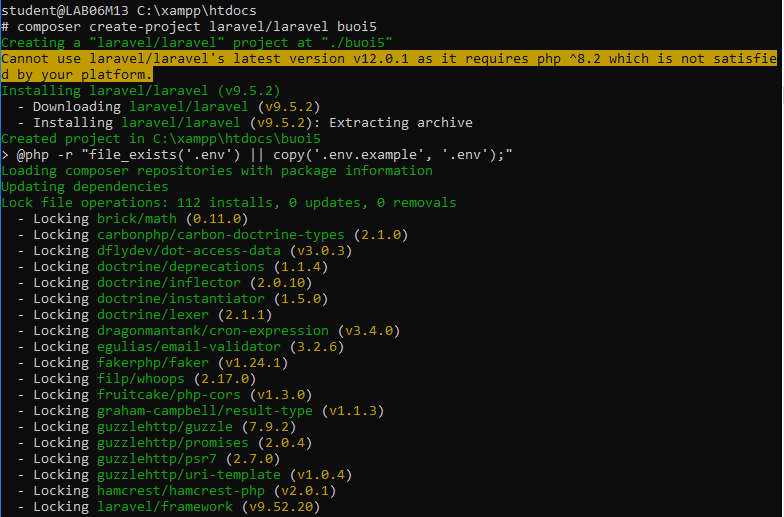 student@LAB06M13 C:\xampp\htdocs
# composer create-project laravel/laravel buoi5
Creating a "laravel/laravel" project at "./buoi5"
Cannot use laravel/laravel's latest version v12.0.1 as it requires php ^8.2 which is not satisfie
d by your platform.
Installing laravel/laravel (v9.5.2)
  - Downloading laravel/laravel (v9.5.2)
  - Installing laravel/laravel (v9.5.2): Extracting archive
Created project in C:\xampp\htdocs\buoi5
> @php -r "file_exists('.env') || copy('.env.example', '.env');"
Loading composer repositories with package information
Updating dependencies
Lock file operations: 112 installs, 0 updates, 0 removals
  - Locking brick/math (0.11.0)
  - Locking carbonphp/carbon-doctrine-types (2.1.0)
  - Locking dflydev/dot-access-data (v3.0.3)
  - Locking doctrine/deprecations (1.1.4)
  - Locking doctrine/inflector (2.0.10)
  - Locking doctrine/instantiator (1.5.0)
  - Locking doctrine/lexer (2.1.1)
  - Locking dragonmantank/cron-expression (v3.4.0)
  - Locking egulias/email-validator (3.2.6)
  - Locking fakerphp/faker (v1.24.1)
  - Locking filp/whoops (2.17.0)
  - Locking fruitcake/php-cors (v1.3.0)
  - Locking graham-campbell/result-type (v1.1.3)
  - Locking guzzlehttp/guzzle (7.9.2)
  - Locking guzzlehttp/promises (2.0.4)
  - Locking guzzlehttp/psr7 (2.7.0)
  - Locking guzzlehttp/uri-template (v1.0.4)
  - Locking hamcrest/hamcrest-php (v2.0.1)
  - Locking laravel/framework (v9.52.20)